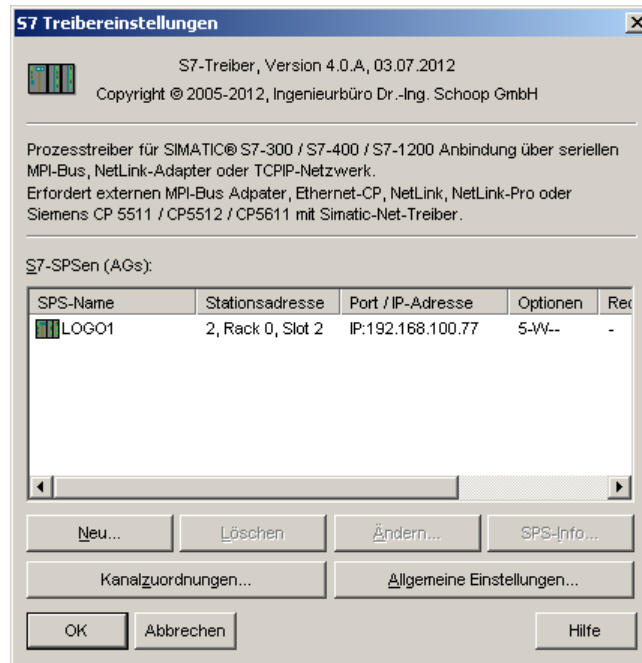 S7 Treibereinstellungen
S7-Treiber, Version 4.0.A, 03.07.2012
Copyright © 2005-2012, Ingenieurbüro Dr.-Ing. Schoop GmbH
Prozesstreiber für SIMATIC® S7-300 / S7-400 / S7-1200 Anbindung über seriellen
MPI-Bus, NetLink-Adapter oder TCPIP-Netzwerk.
Erfordert externen MPI-Bus Adpater, Ethernet-CP, NetLink, NetLink-Pro oder
Siemens CP 5511 / CP5512 / CP5611 mit Simatic-Net-Treiber.
S7-SPSen (AGs):
SPS-Name Stationsadresse Port / IP-Adresse Optionen Rec
LOGO1 2, Rack 0, Slot 2 IP:192.168.100.77 5-W-- -
Neu... Löschen Ändern... SPS-Info...
Kanalzuordnungen... Allgemeine Einstellungen...
OK Abbrechen Hilfe